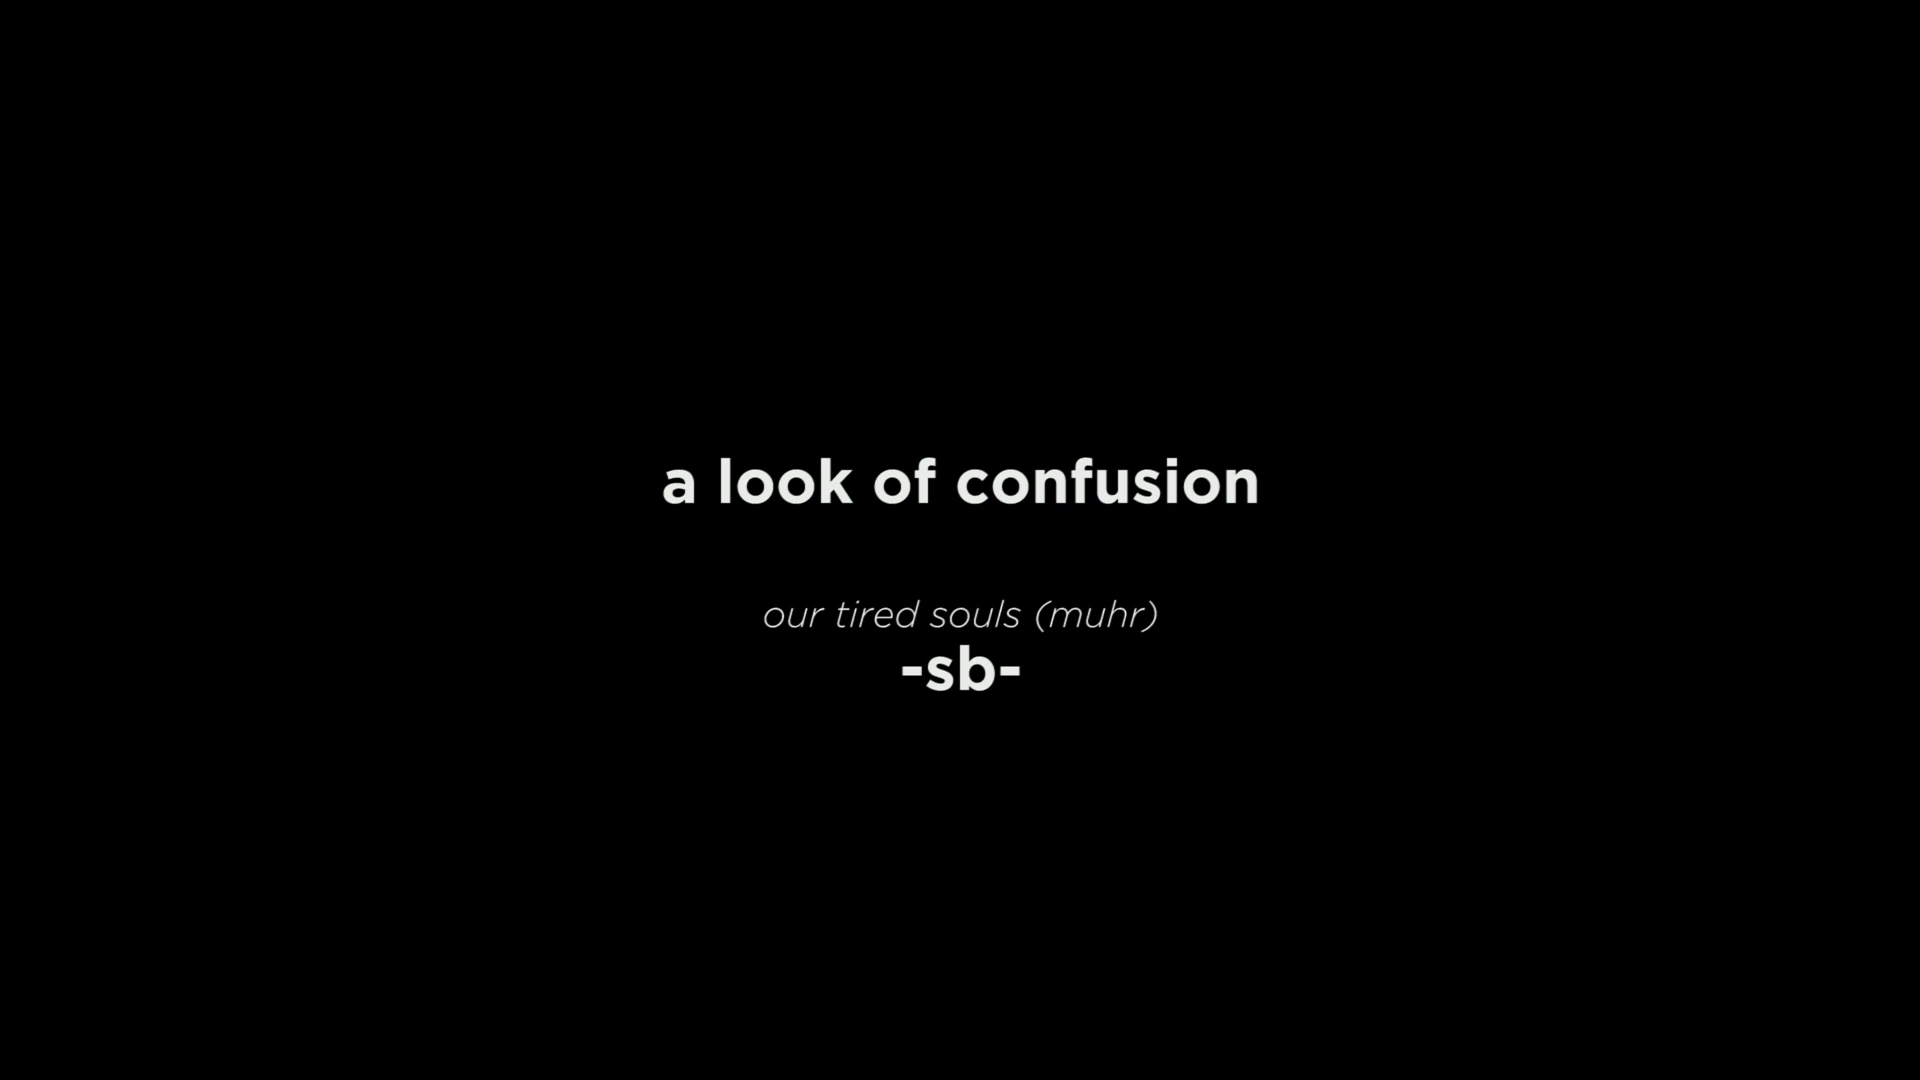 a look of confusion
our tired souls (muhr)
-sb-